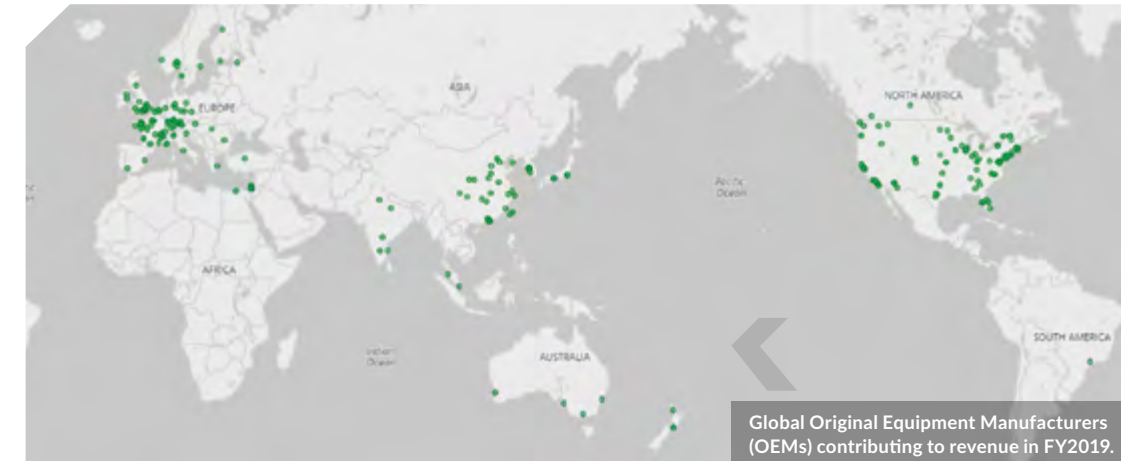 ASIA
EUROPE
NORTH AMERICA
Pacific
Ocean
AFRICA
Indian
Ocean
AUSTRALIA
SOUTH AMERICA
Global Original Equipment Manufacturers
(OEMs) contributing to revenue in FY2019.